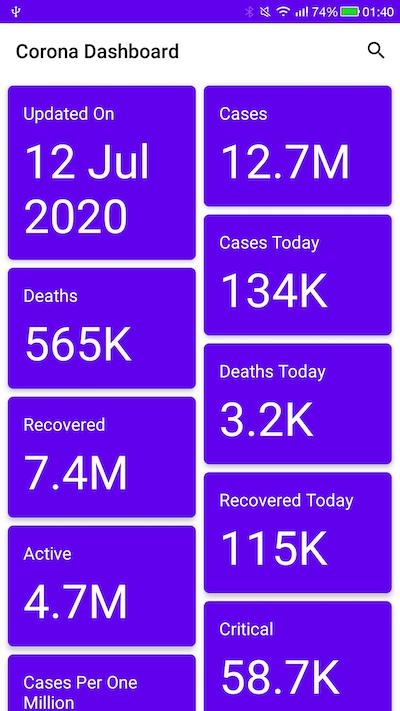 74% 01:40
Corona Dashboard
Updated On
12 Jul
2020
Cases
12.7M
Cases Today
134K
Deaths
565K
Deaths Today
3.2K
Recovered
7.4M
Recovered Today
115K
Active
4.7M
Critical
58.7K
Cases Per One
Million